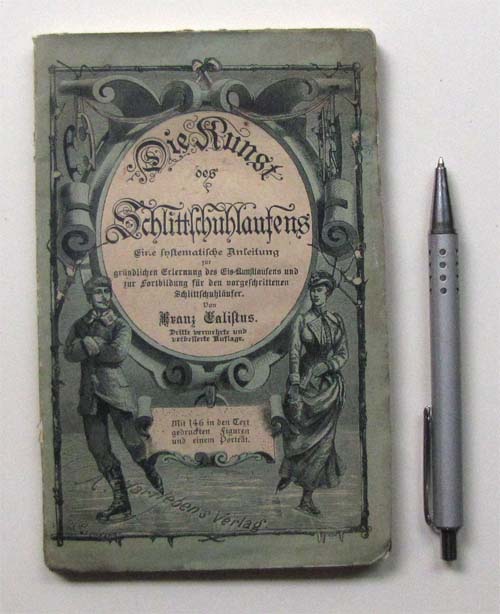 Die Kunst
des
Schlittschuhlaufens
Eine systematische Anleitung
zur
gründlichen Erlernung des Eis-Kunstlaufens und
zur Fortbildung für den vorgeschrittenen
Schlittschuhläufer.
Von
Franz Calistus.
Dritte vermehrte und
verbesserte Auflage.
Mit 146 in den Text
gedruckten Figuren
und einem Porträt.
A. Hartlebens Verlag